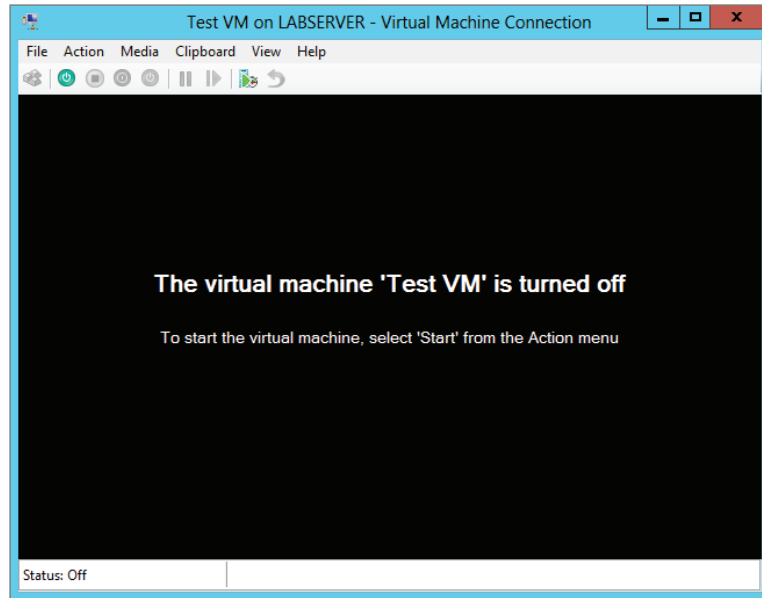 Test VM on LABSERVER - Virtual Machine Connection
x
File Action Media Clipboard View Help
The virtual machine 'Test VM' is turned off
To start the virtual machine, select 'Start' from the Action menu
Status: Off